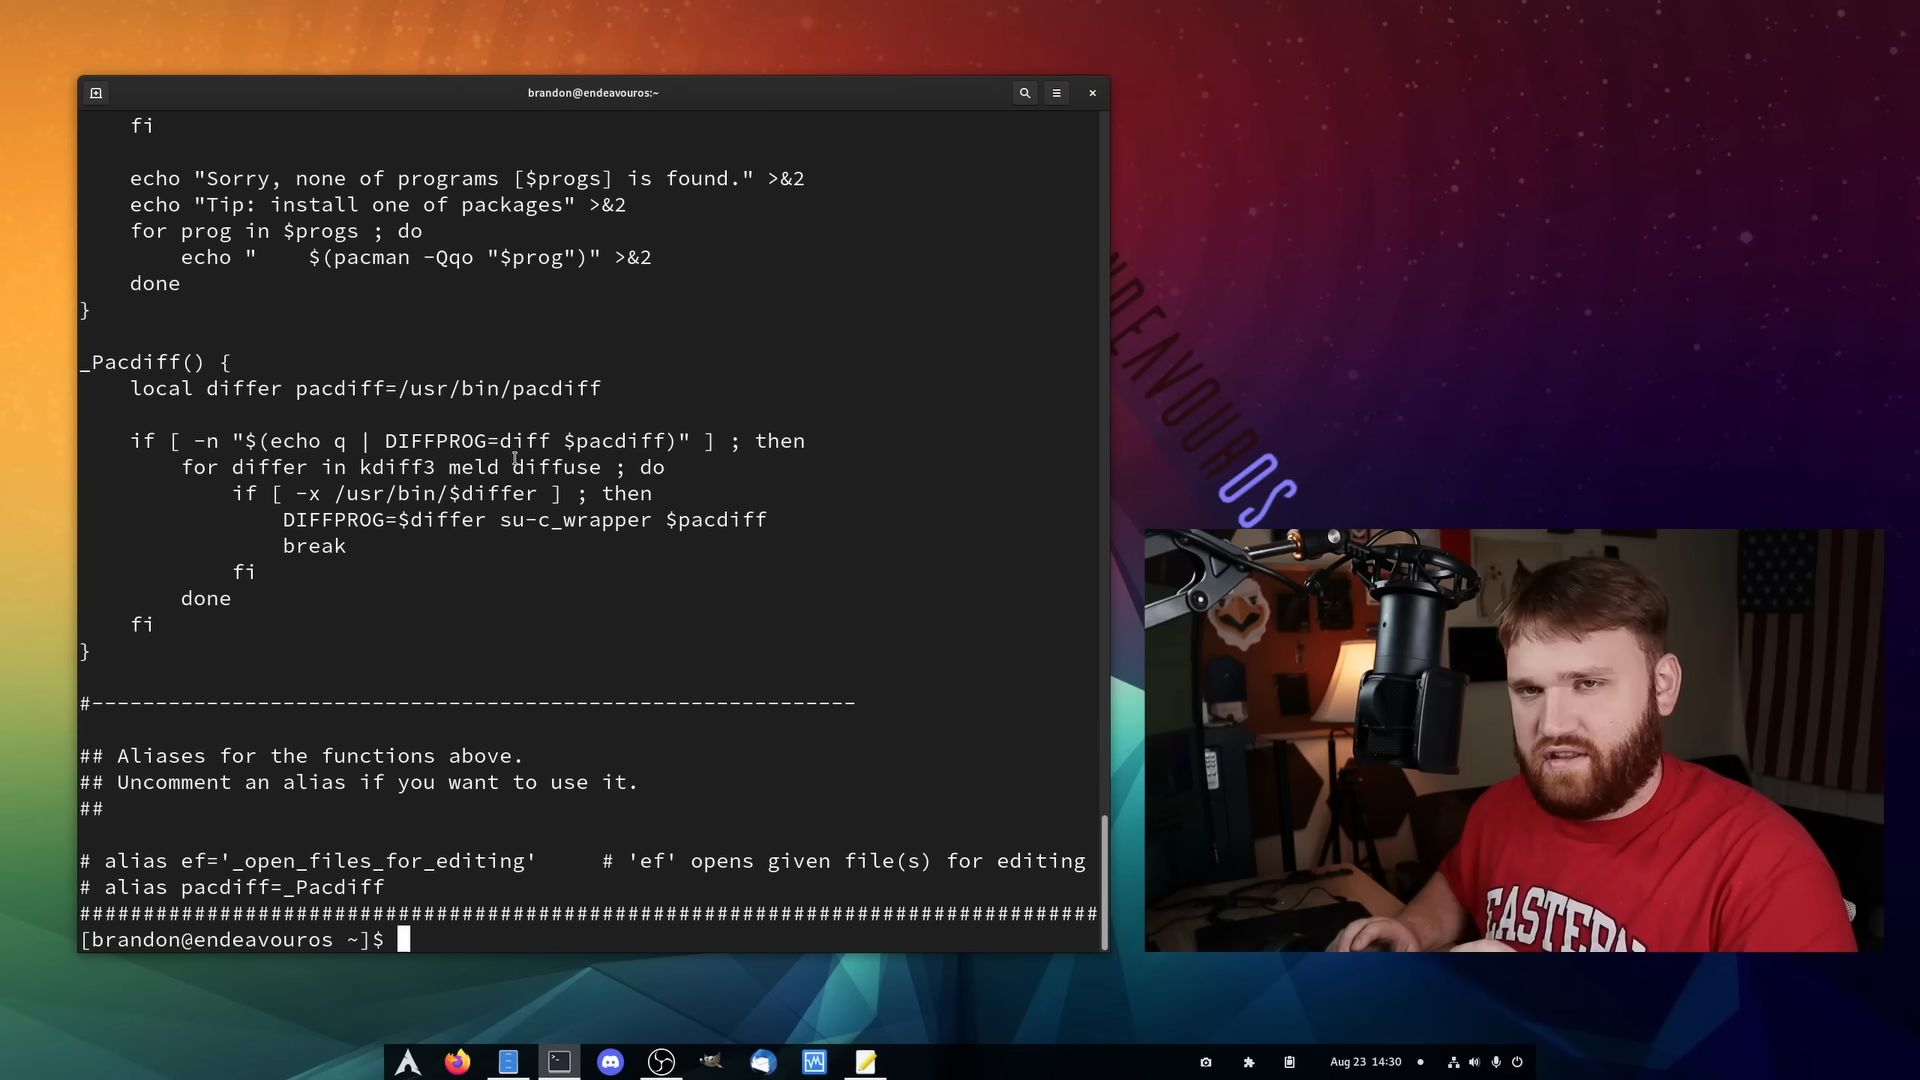 brandon@endeavouros:~
fi
echo "Sorry, none of programs [$progs] is found." >&2
echo "Tip: install one of packages" >&2
for prog in $progs ; do
echo "    $(pacman -Qqo "$prog")" >&2
done
}
_Pacdiff() {
local differ pacdiff=/usr/bin/pacdiff
if [ -n "$(echo q | DIFFPROG=diff $pacdiff)" ] ; then
for differ in kdiff3 meld diffuse ; do
if [ -x /usr/bin/$differ ] ; then
DIFFPROG=$differ su-c_wrapper $pacdiff
break
fi
done
fi
}
#------------------------------------------------------------
## Aliases for the functions above.
## Uncomment an alias if you want to use it.
##
# alias ef='_open_files_for_editing'     # 'ef' opens given file(s) for editing
# alias pacdiff=_Pacdiff
################################################################################
[brandon@endeavouros ~]$
NDEAVOUROS
EASTERN
Aug 23 14:30